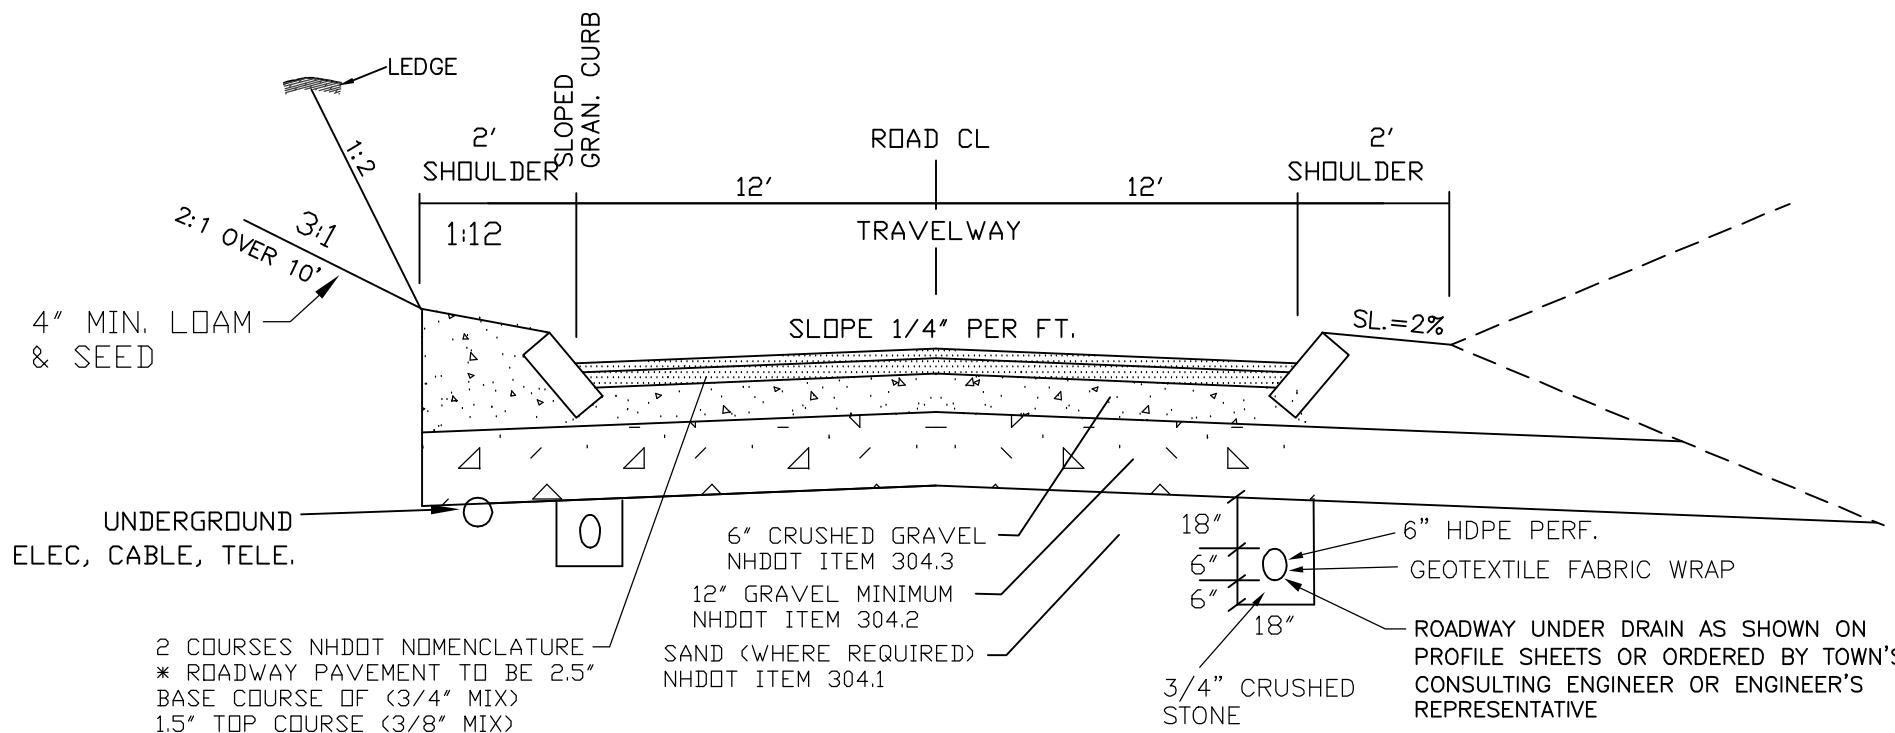 LEDGE
SLOPED
GRAN. CURB
1:2
2'
SHOULDER
ROAD CL
2'
SHOULDER
12'
12'
3:1
2:1 OVER 10'
1:12
TRAVELWAY
4" MIN. LOAM
& SEED
SLOPE 1/4" PER FT.
SL.=2%
UNDERGROUND
ELEC, CABLE, TELE.
6" CRUSHED GRAVEL
NHDOT ITEM 304.3
12" GRAVEL MINIMUM
NHDOT ITEM 304.2
SAND (WHERE REQUIRED)
NHDOT ITEM 304.1
2 COURSES NHDOT NOMENCLATURE
* ROADWAY PAVEMENT TO BE 2.5"
BASE COURSE OF (3/4" MIX)
1.5" TOP COURSE (3/8" MIX)
18"
6"
6"
18"
6" HDPE PERF.
GEOTEXTILE FABRIC WRAP
3/4" CRUSHED
STONE
ROADWAY UNDER DRAIN AS SHOWN ON
PROFILE SHEETS OR ORDERED BY TOWN'S
CONSULTING ENGINEER OR ENGINEER'S
REPRESENTATIVE